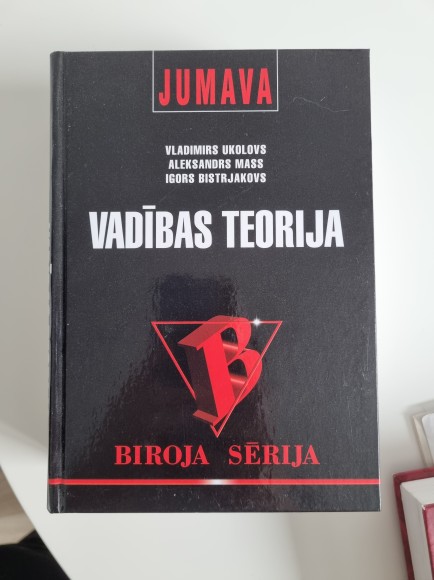 JUMAVA
VLADIMIRS UKOLOVS
ALEKSANDRS MASS
IGORS BISTRJAKOVS
VADĪBAS TEORIJA
B
BIROJA SĒRIJA